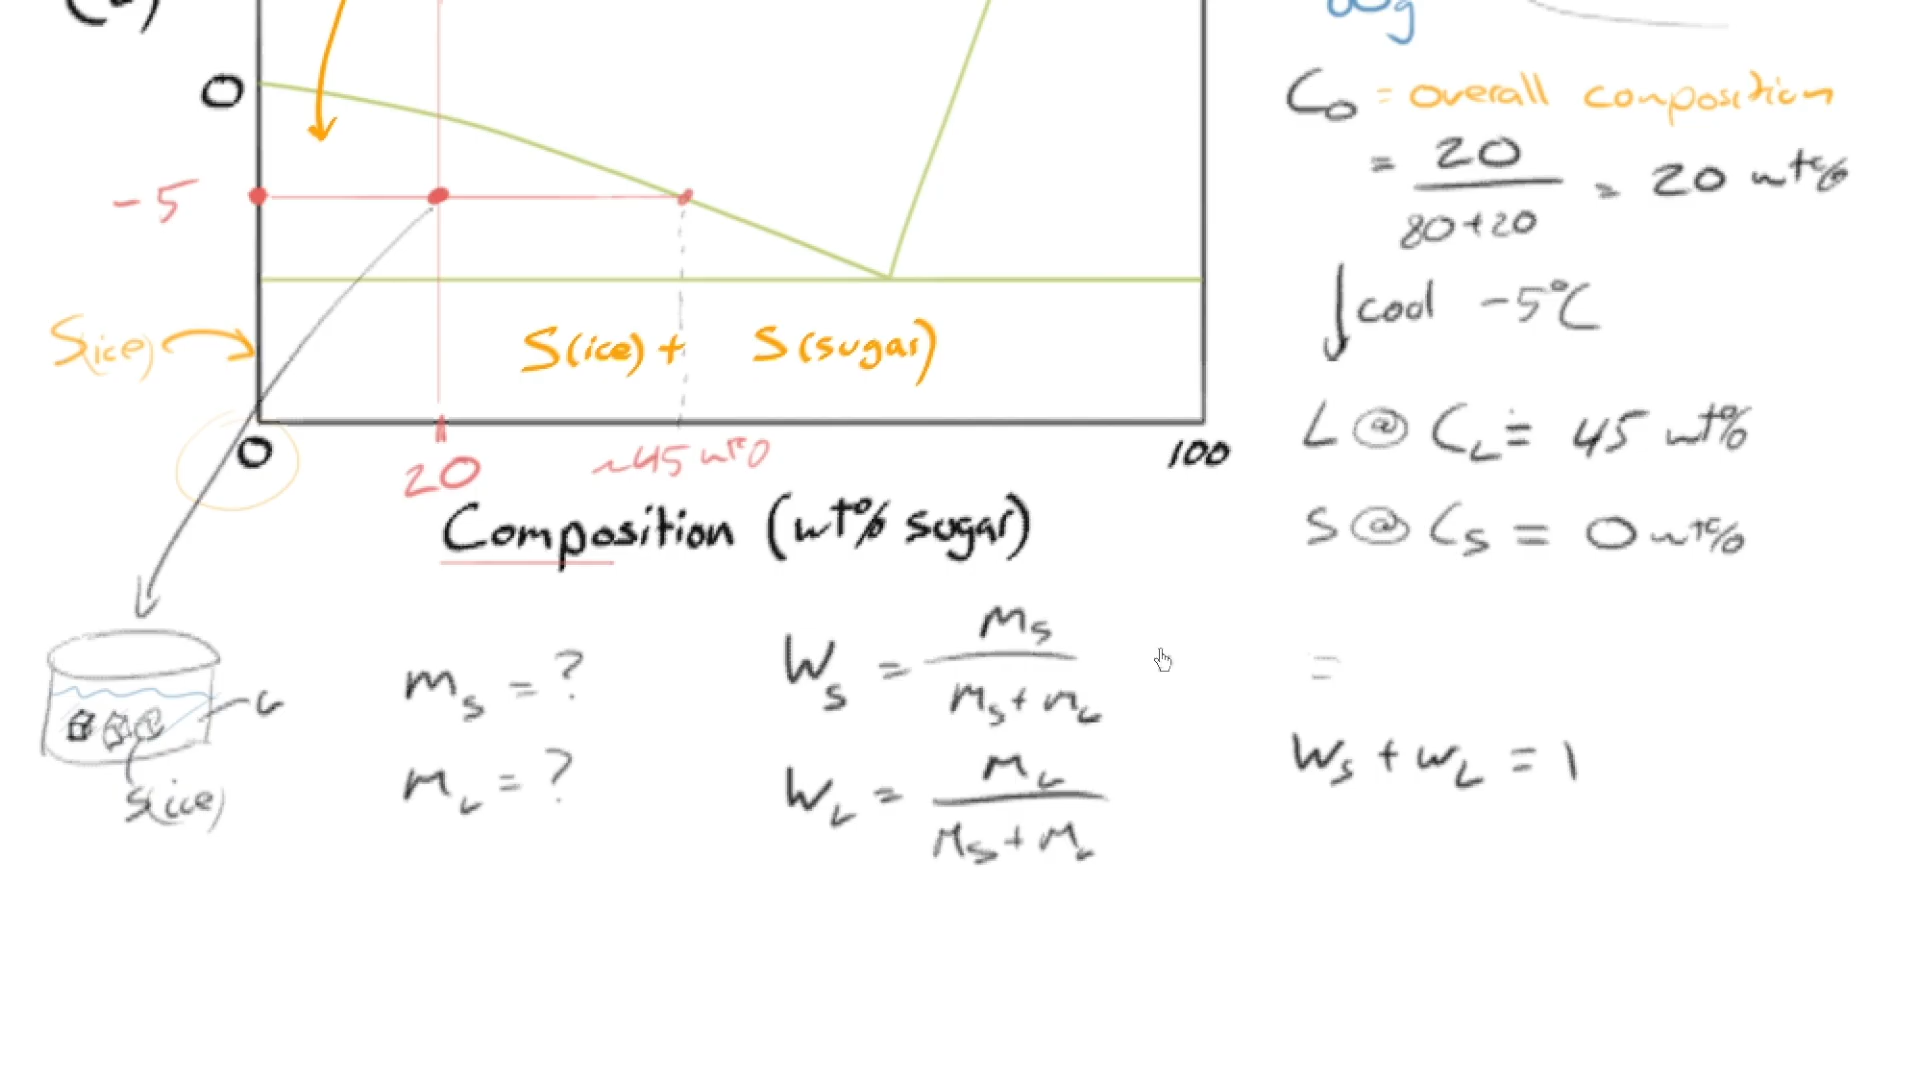 0
-5
S(ice)
S(ice) + S(sugar)
0
20
~45 wt%
100
Composition (wt% sugar)
L
S(ice)
m_s = ?
m_L = ?
W_s = m_s / (m_s + m_L)
W_L = m_L / (m_s + m_L)
C_o = overall composition
= 20 / (80+20) = 20 wt%
cool -5°C
L @ C_L = 45 wt%
S @ C_s = 0 wt%
=
W_s + W_L = 1